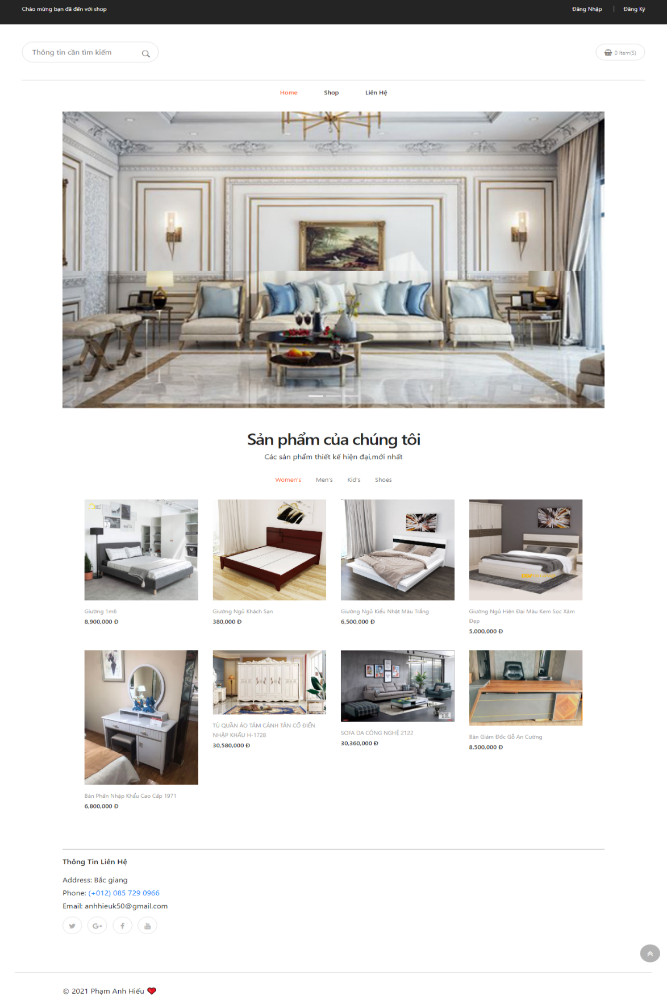 Chào mừng bạn đã đến với shop
Đăng Nhập
Đăng Ký
Thông tin cần tìm kiếm
0 Item(S)
Home
Shop
Liên Hệ
Sản phẩm của chúng tôi
Các sản phẩm thiết kế hiện đại,mới nhất
Women's
Men's
Kid's
Shoes
Giường 1m6
8,900,000 Đ
Giường Ngủ Khách Sạn
380,000 Đ
Giường Ngủ Kiểu Nhật Màu Trắng
6,500,000 Đ
Giường Ngủ Hiện Đại Màu Kem Sọc Xám
Đẹp
5,000,000 Đ
Bàn Phấn Nhập Khẩu Cao Cấp 1971
6,800,000 Đ
TỦ QUẦN ÁO TÁM CÁNH TÂN CỔ ĐIỂN
NHẬP KHẨU H-1728
30,580,000 Đ
SOFA DA CÔNG NGHỆ 2122
30,360,000 Đ
Bàn Giám Đốc Gỗ An Cường
8,500,000 Đ
Thông Tin Liên Hệ
Address: Bắc giang
Phone: (+012) 085 729 0966
Email: anhhieuk50@gmail.com
© 2021 Phạm Anh Hiếu